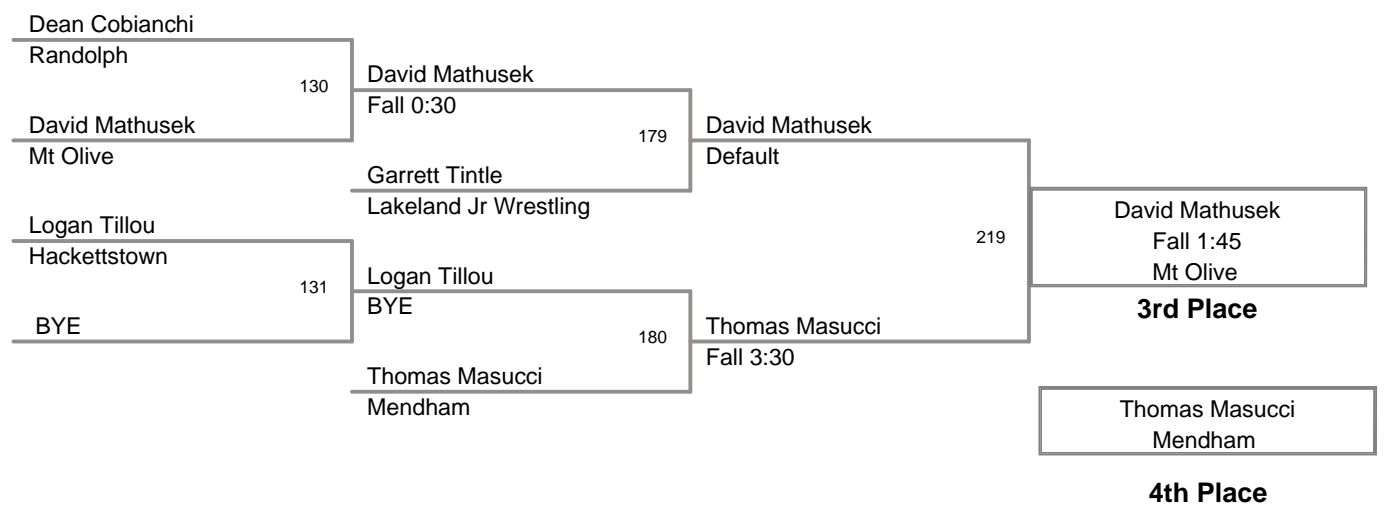 Dean Cobianchi
Randolph
130
David Mathusek
Mt Olive
Logan Tillou
Hackettstown
131
BYE
David Mathusek
Fall 0:30
179
Garrett Tintle
Lakeland Jr Wrestling
Logan Tillou
BYE
180
Thomas Masucci
Mendham
David Mathusek
Default
219
Thomas Masucci
Fall 3:30
David Mathusek
Fall 1:45
Mt Olive
3rd Place
Thomas Masucci
Mendham
4th Place